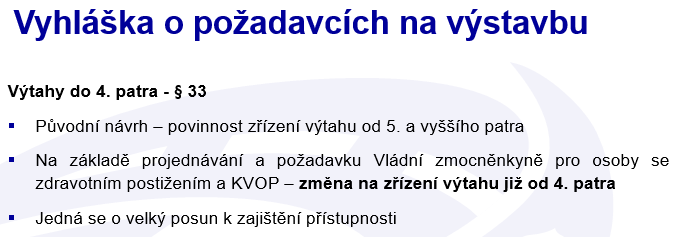 Vyhláška o požadavcích na výstavbu
Výtahy do 4. patra - § 33
▪ Původní návrh – povinnost zřízení výtahu od 5. a vyššího patra
▪ Na základě projednávání a požadavku Vládní zmocněnkyně pro osoby se
zdravotním postižením a KVOP – změna na zřízení výtahu již od 4. patra
▪ Jedná se o velký posun k zajištění přístupnosti